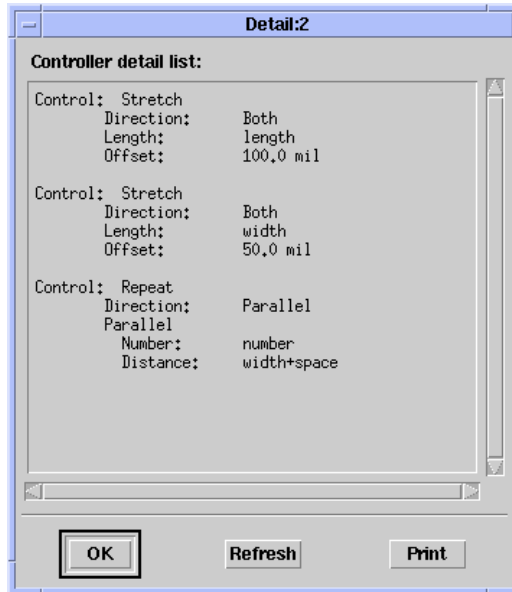 Detail:2
Controller detail list:
Control: Stretch
Direction: Both
Length: length
Offset: 100.0 mil
Control: Stretch
Direction: Both
Length: width
Offset: 50.0 mil
Control: Repeat
Direction: Parallel
Parallel
Number: number
Distance: width+space
OK Refresh Print